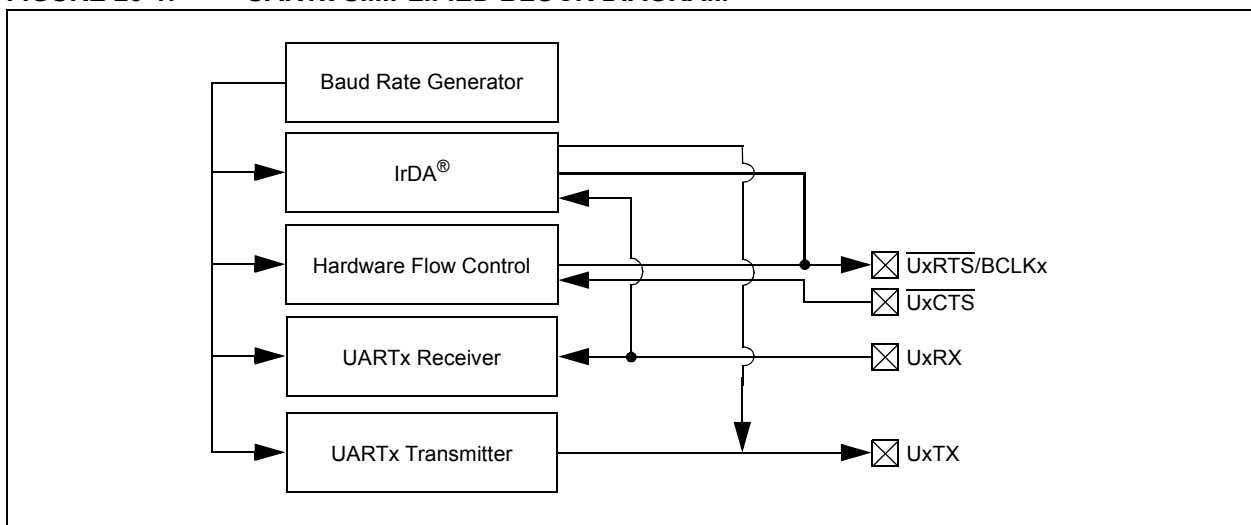 Baud Rate Generator
IrDA®
Hardware Flow Control
UxRTS/BCLKx
UxCTS
UARTx Receiver
UxRX
UARTx Transmitter
UxTX